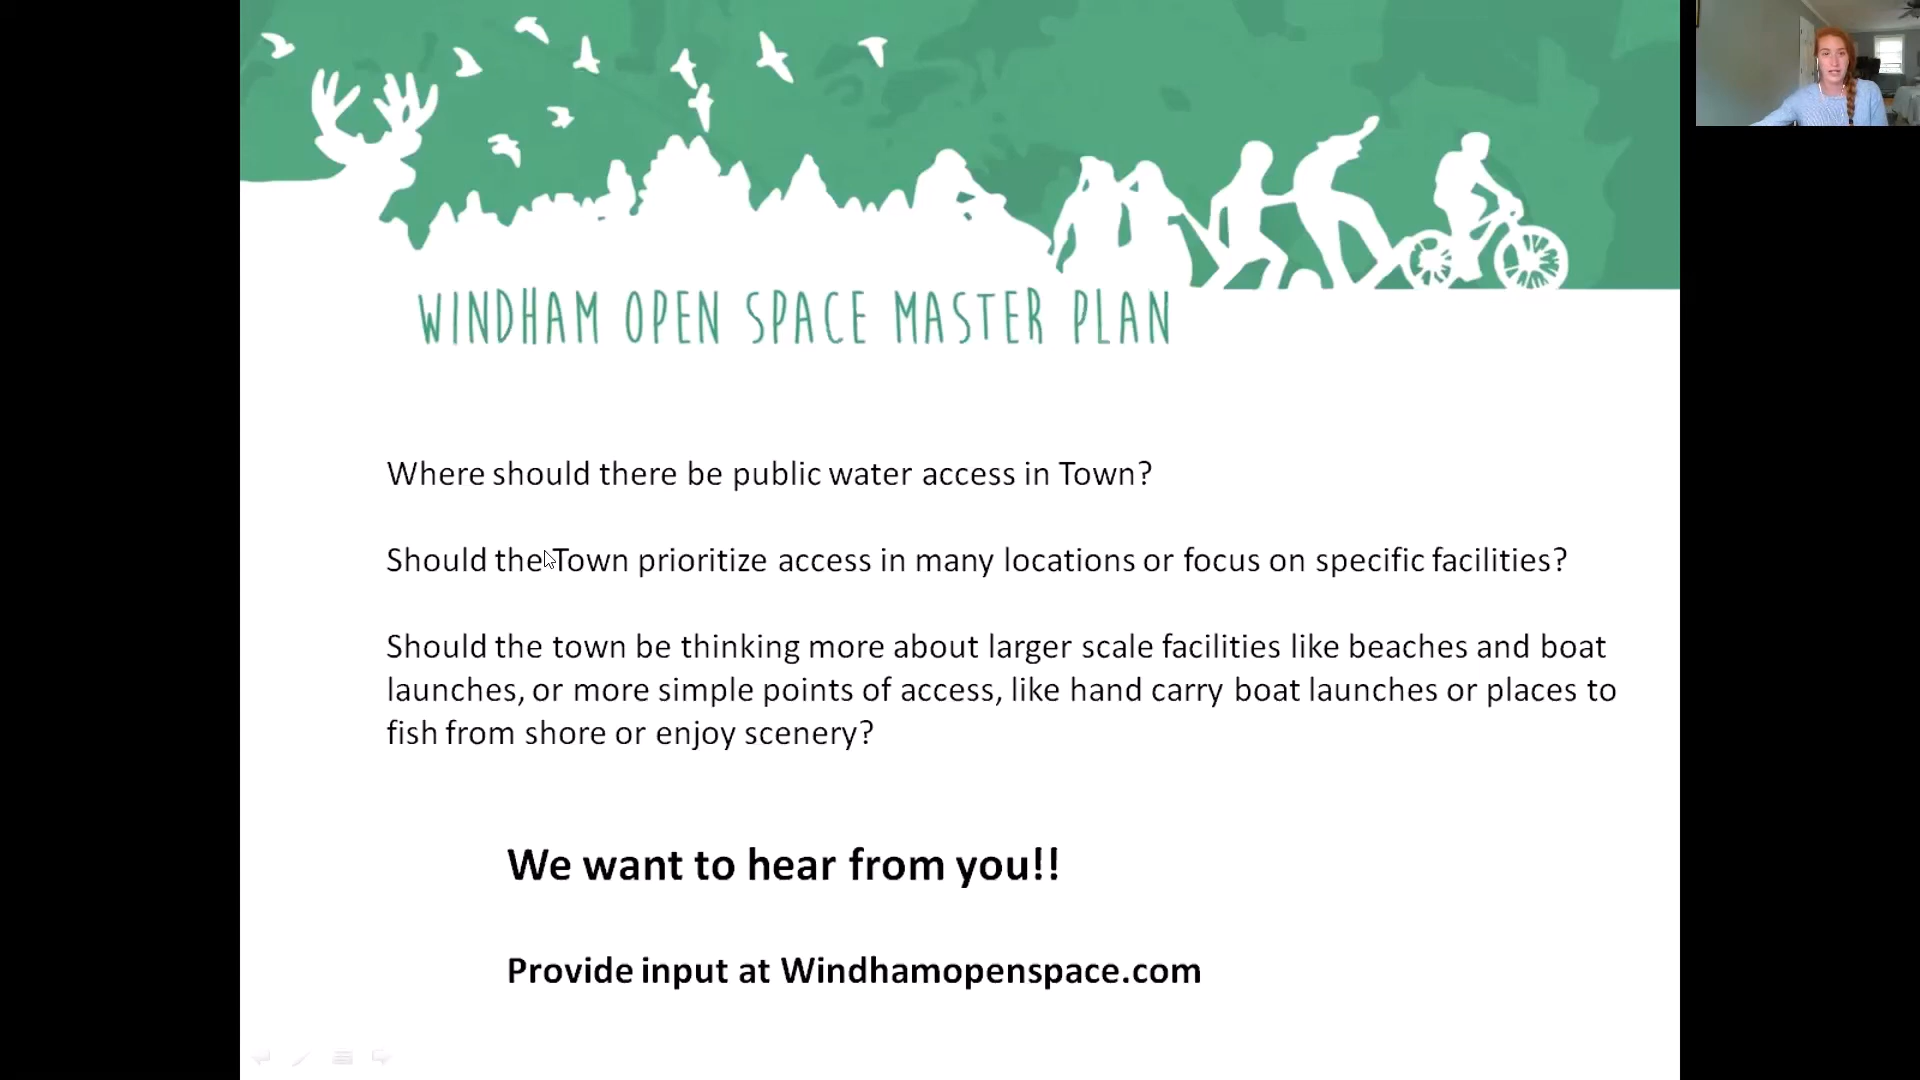 WINDHAM OPEN SPACE MASTER PLAN
Where should there be public water access in Town?
Should the Town prioritize access in many locations or focus on specific facilities?
Should the town be thinking more about larger scale facilities like beaches and boat
launches, or more simple points of access, like hand carry boat launches or places to
fish from shore or enjoy scenery?
We want to hear from you!!
Provide input at Windhamopenspace.com